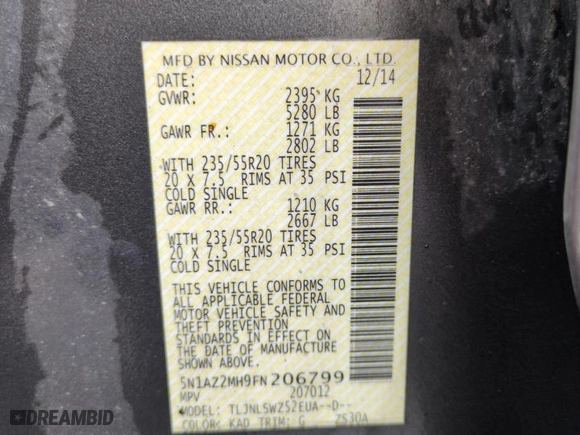 MFD BY NISSAN MOTOR CO., LTD.
DATE: 12/14
GVWR: 2395 KG
5280 LB
GAWR FR.: 1271 KG
2802 LB
WITH 235/55R20 TIRES
20 X 7.5 RIMS AT 35 PSI
COLD SINGLE
GAWR RR.: 1210 KG
2667 LB
WITH 235/55R20 TIRES
20 X 7.5 RIMS AT 35 PSI
COLD SINGLE
THIS VEHICLE CONFORMS TO
ALL APPLICABLE FEDERAL
MOTOR VEHICLE SAFETY AND
THEFT PREVENTION
STANDARDS IN EFFECT ON
THE DATE OF MANUFACTURE
SHOWN ABOVE.
5N1AZ2MH9FN206799
MPV 207012
MODEL: TLJNLSWZ52EUA--D--
COLOR: KAD TRIM: G Z530A
DREAMBID